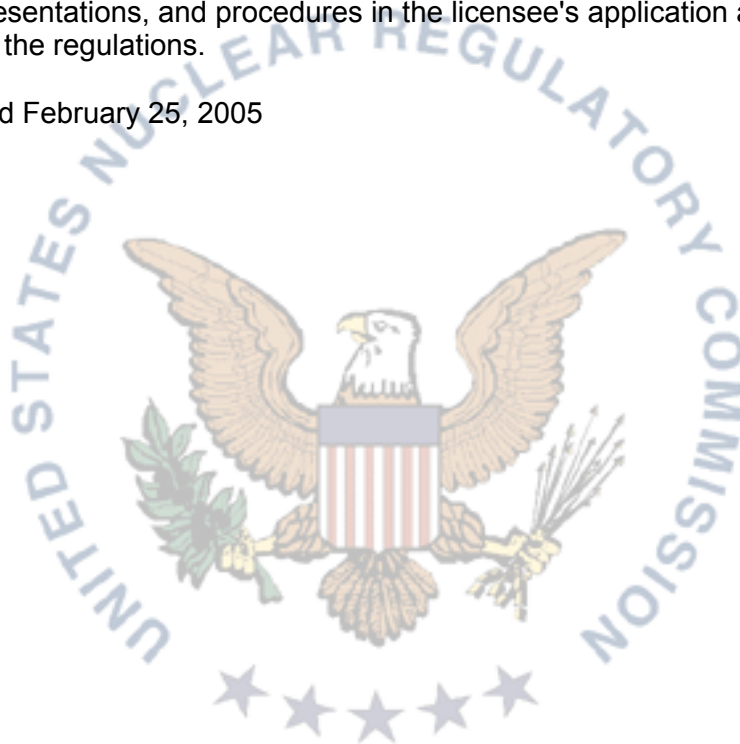 esentations, and procedures in the licensee's application a
the regulations.
d February 25, 2005
UNITED STATES NUCLEAR REGULATORY COMMISSION